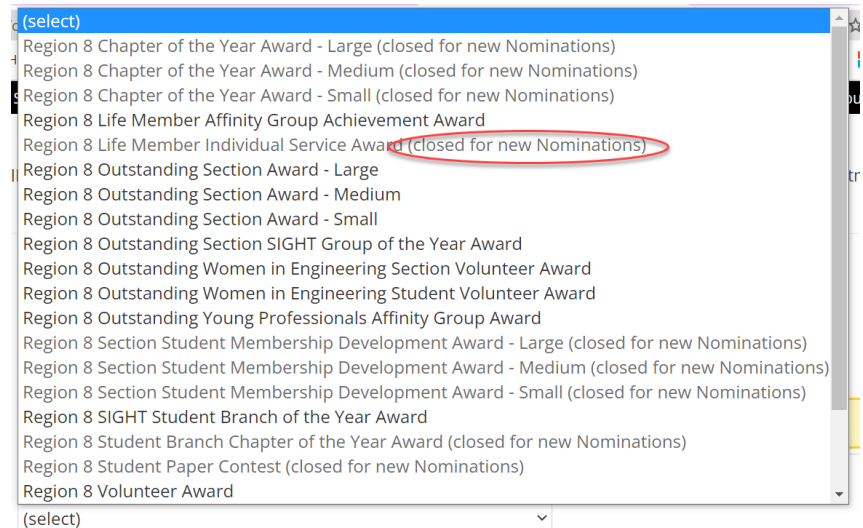 (select)
Region 8 Chapter of the Year Award - Large (closed for new Nominations)
Region 8 Chapter of the Year Award - Medium (closed for new Nominations)
Region 8 Chapter of the Year Award - Small (closed for new Nominations)
Region 8 Life Member Affinity Group Achievement Award
Region 8 Life Member Individual Service Award (closed for new Nominations)
Region 8 Outstanding Section Award - Large
Region 8 Outstanding Section Award - Medium
Region 8 Outstanding Section Award - Small
Region 8 Outstanding Section SIGHT Group of the Year Award
Region 8 Outstanding Women in Engineering Section Volunteer Award
Region 8 Outstanding Women in Engineering Student Volunteer Award
Region 8 Outstanding Young Professionals Affinity Group Award
Region 8 Section Student Membership Development Award - Large (closed for new Nominations)
Region 8 Section Student Membership Development Award - Medium (closed for new Nominations)
Region 8 Section Student Membership Development Award - Small (closed for new Nominations)
Region 8 SIGHT Student Branch of the Year Award
Region 8 Student Branch Chapter of the Year Award (closed for new Nominations)
Region 8 Student Paper Contest (closed for new Nominations)
Region 8 Volunteer Award
(select)